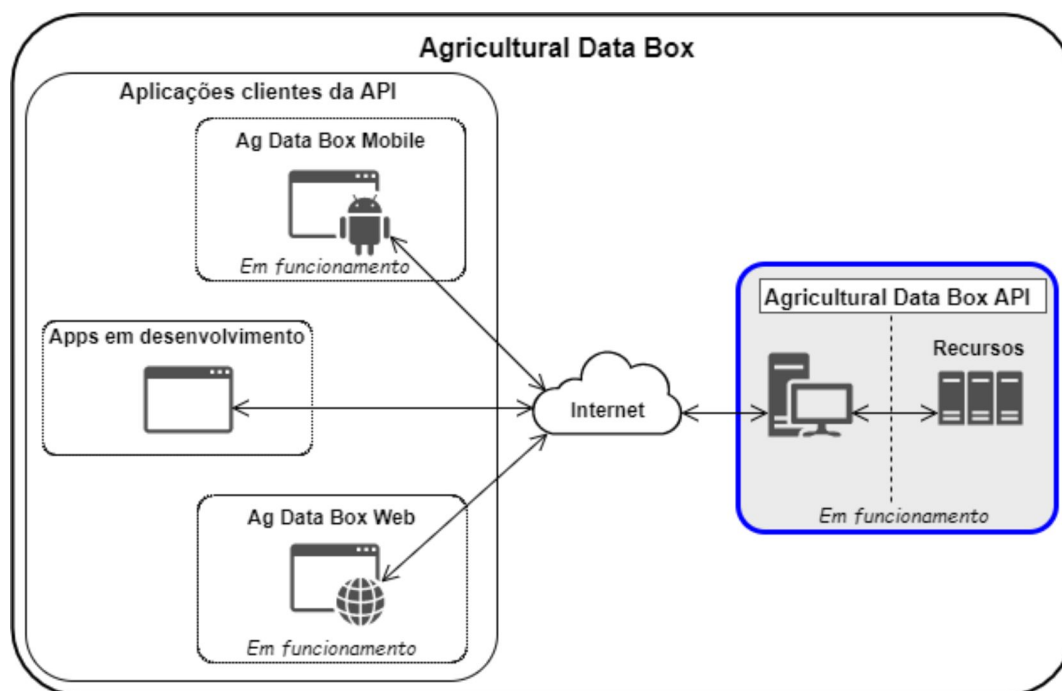 Agricultural Data Box
Aplicações clientes da API
Ag Data Box Mobile
Em funcionamento
Apps em desenvolvimento
Ag Data Box Web
Em funcionamento
Internet
Agricultural Data Box API
Recursos
Em funcionamento